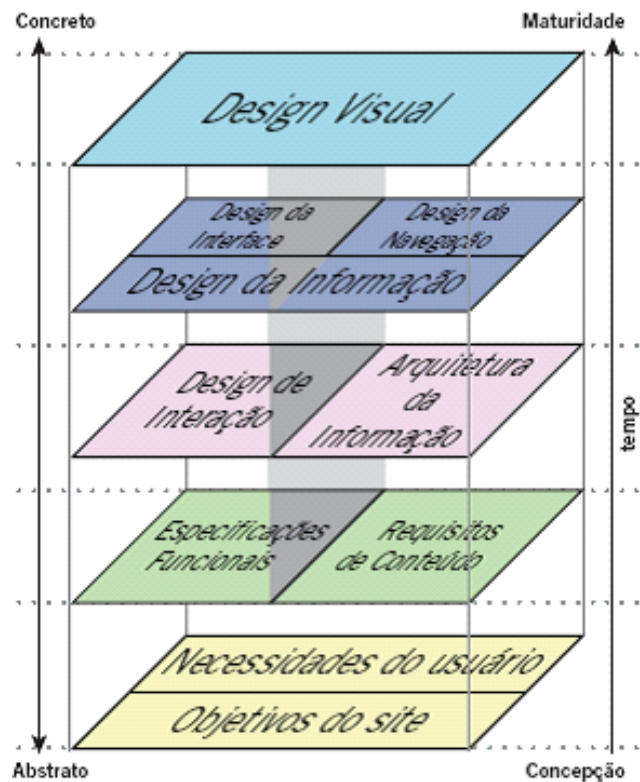 Concreto
Maturidade
Design Visual
Design da
Interface
Design da
Navegação
Design da Informação
Design de
Interação
Arquitetura
da
Informação
tempo
Especificações
Funcionais
Requisitos
de Conteúdo
Necessidades do usuário
Objetivos do site
Abstrato
Concepção